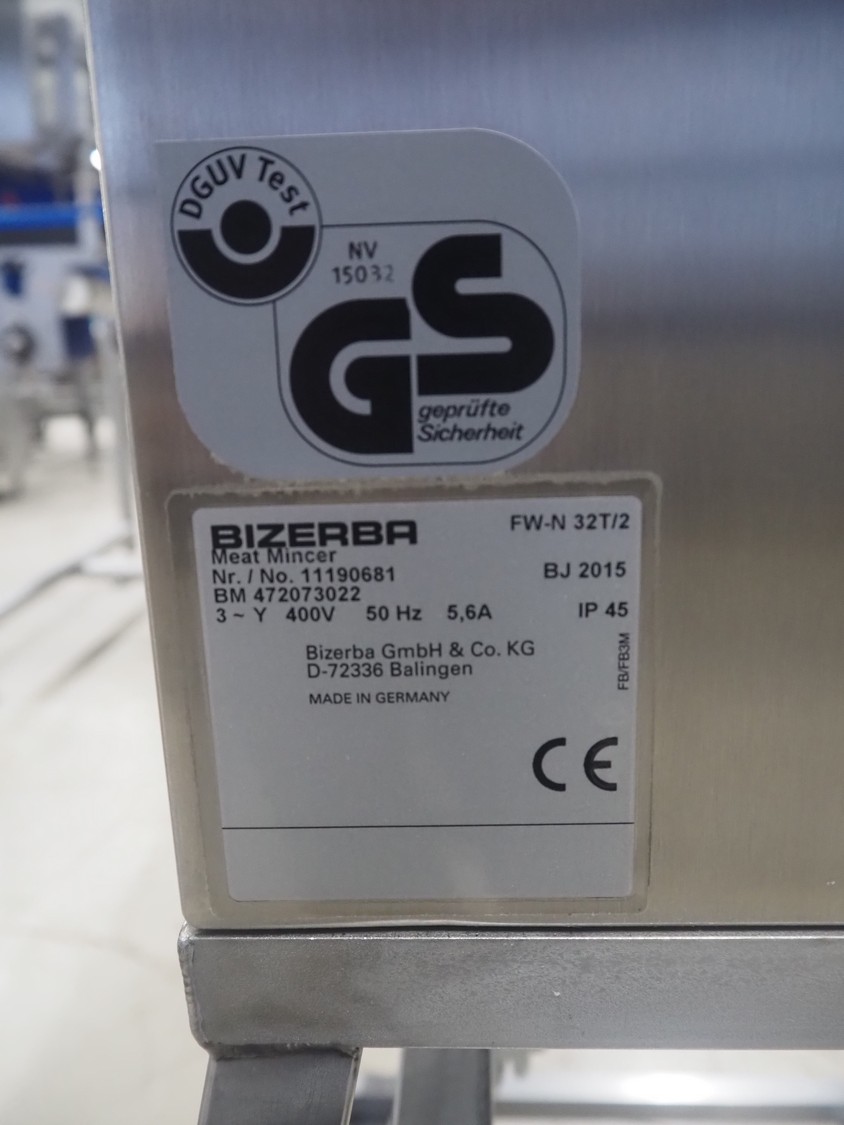 DGUV Test
NV
15032
GS
geprüfte
Sicherheit
BIZERBA FW-N 32T/2
Meat Mincer
Nr. / No. 11190681 BJ 2015
BM 472073022
3 ~ Y 400V 50 Hz 5,6A IP 45
Bizerba GmbH & Co. KG
D-72336 Balingen
MADE IN GERMANY
FB/FB3M
CE